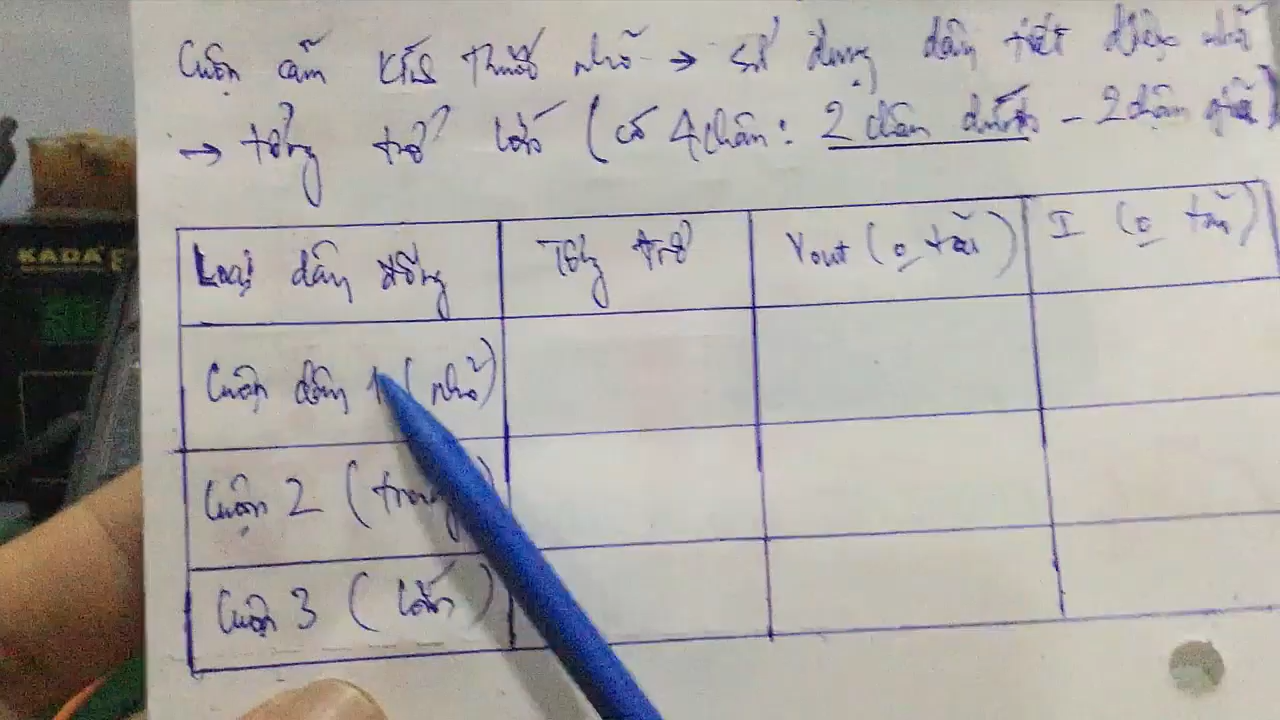 Cuộn cảm kích thước nhỏ → sử dụng dây tiết diện nhỏ
→ tổng trở lớn (có 4 chân: 2 chân dưới - 2 chân giữa)
Loại dây đồng
Tổng trở
Vout (o tải)
I (o tải)
Cuộn dây 1 (nhỏ)
Cuộn 2 (trung
Cuộn 3 (lớn)
KADA